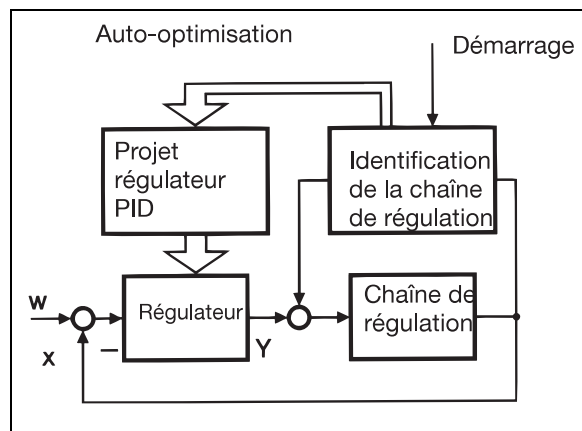 Auto-optimisation
Démarrage
Projet
régulateur
PID
Identification
de la chaîne
de régulation
w
Régulateur
Chaîne de
régulation
x
–
Y